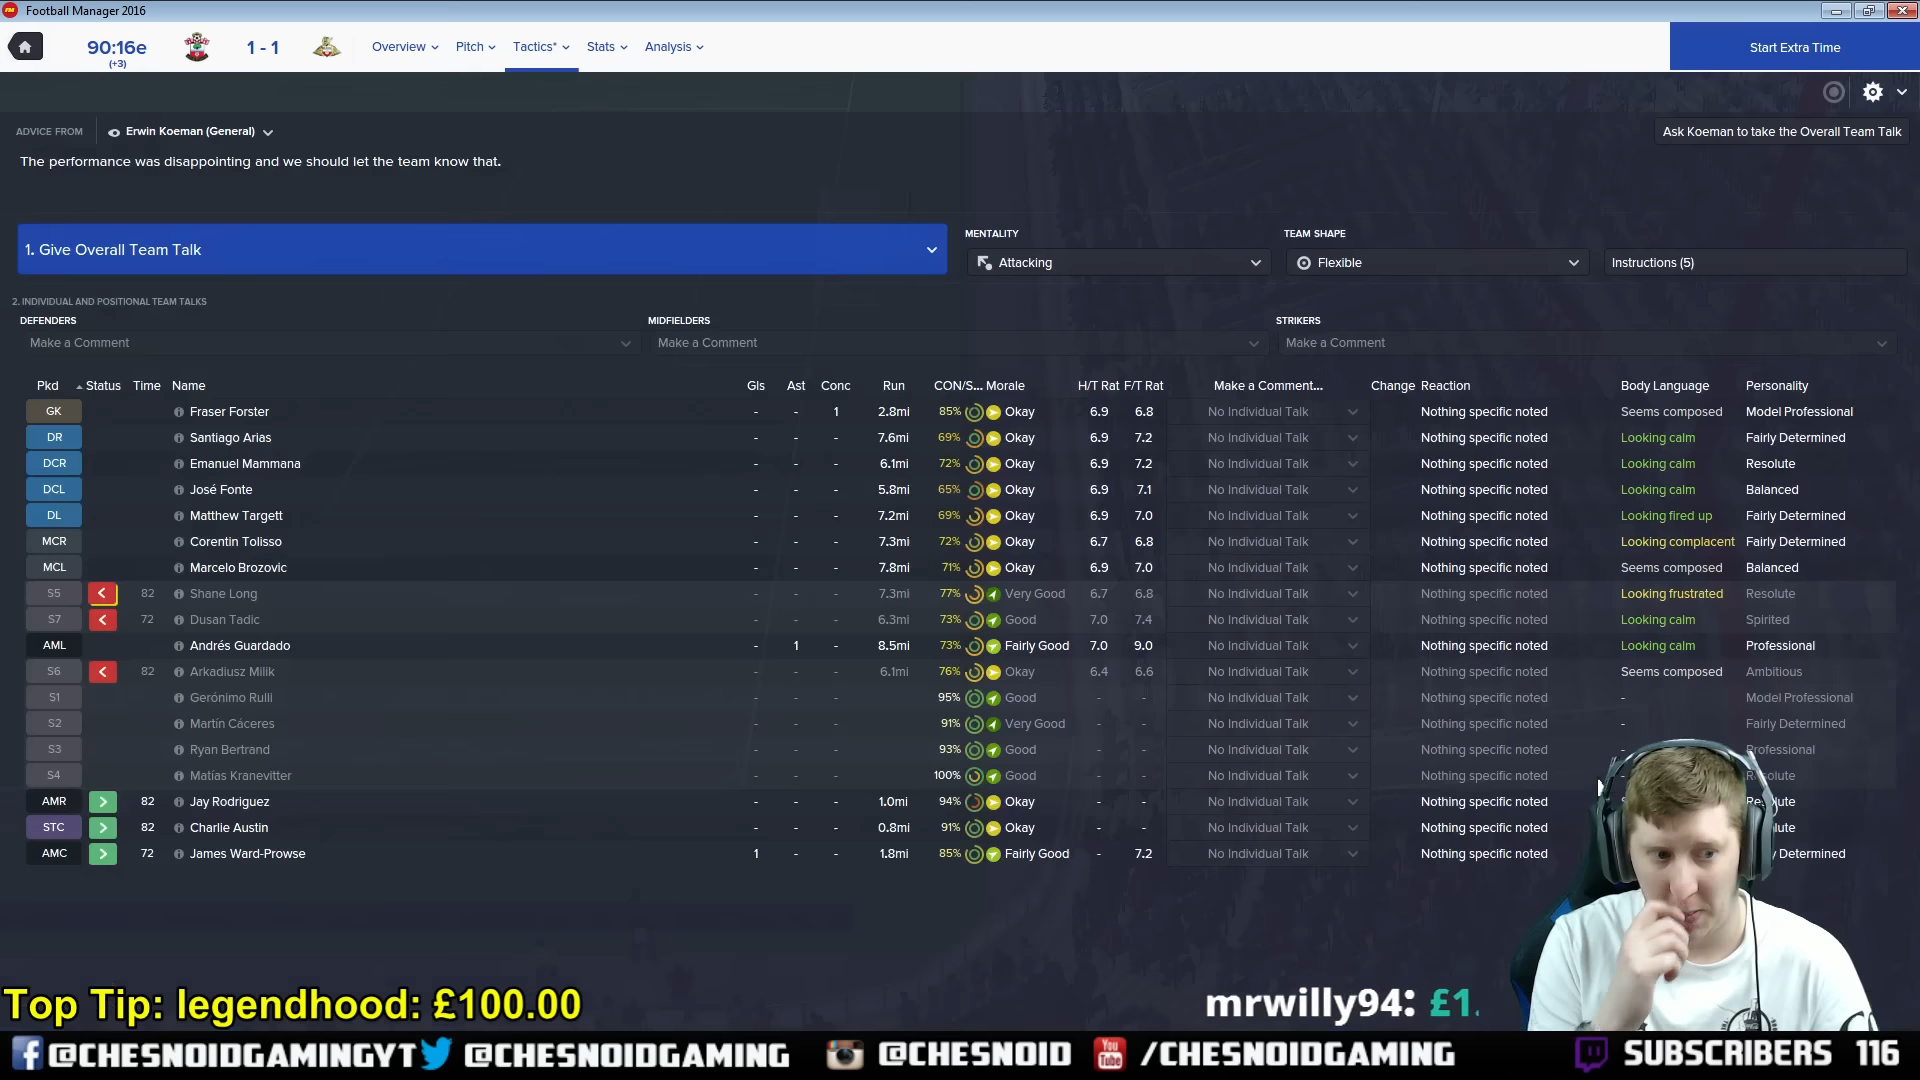 Football Manager 2016
90:16e
(+3)
1 - 1
Overview Pitch Tactics* Stats Analysis
Start Extra Time
ADVICE FROM Erwin Koeman (General)
Ask Koeman to take the Overall Team Talk
The performance was disappointing and we should let the team know that.
1. Give Overall Team Talk
MENTALITY TEAM SHAPE
Attacking Flexible Instructions (5)
2. INDIVIDUAL AND POSITIONAL TEAM TALKS
DEFENDERS MIDFIELDERS STRIKERS
Make a Comment Make a Comment Make a Comment
Pkd Status Time Name Gls Ast Conc Run CON/S... Morale H/T Rat F/T Rat Make a Comment... Change Reaction Body Language Personality
GK Fraser Forster - - 1 2.8mi 85% Okay 6.9 6.8 No Individual Talk Nothing specific noted Seems composed Model Professional
DR Santiago Arias - - - 7.6mi 69% Okay 6.9 7.2 No Individual Talk Nothing specific noted Looking calm Fairly Determined
DCR Emanuel Mammana - - - 6.1mi 72% Okay 6.9 7.2 No Individual Talk Nothing specific noted Looking calm Resolute
DCL José Fonte - - - 5.8mi 65% Okay 6.9 7.1 No Individual Talk Nothing specific noted Looking calm Balanced
DL Matthew Targett - - - 7.2mi 69% Okay 6.9 7.0 No Individual Talk Nothing specific noted Looking fired up Fairly Determined
MCR Corentin Tolisso - - - 7.3mi 72% Okay 6.7 6.8 No Individual Talk Nothing specific noted Looking complacent Fairly Determined
MCL Marcelo Brozovic - - - 7.8mi 71% Okay 6.9 7.0 No Individual Talk Nothing specific noted Seems composed Balanced
S5 82 Shane Long - - - 7.3mi 77% Very Good 6.7 6.8 No Individual Talk Nothing specific noted Looking frustrated Resolute
S7 72 Dusan Tadic - - - 6.3mi 73% Good 7.0 7.4 No Individual Talk Nothing specific noted Looking calm Spirited
AML Andrés Guardado - 1 - 8.5mi 73% Fairly Good 7.0 9.0 No Individual Talk Nothing specific noted Looking calm Professional
S6 82 Arkadiusz Milik - - - 6.1mi 76% Okay 6.4 6.6 No Individual Talk Nothing specific noted Seems composed Ambitious
S1 Gerónimo Rulli - - - 95% Good - - No Individual Talk Nothing specific noted - Model Professional
S2 Martín Cáceres - - - 91% Very Good - - No Individual Talk Nothing specific noted - Fairly Determined
S3 Ryan Bertrand - - - 93% Good - - No Individual Talk Nothing specific noted - Professional
S4 Matías Kranevitter - - - 100% Good - - No Individual Talk Nothing specific noted
AMR 82 Jay Rodriguez - - - 1.0mi 94% Okay - - No Individual Talk Nothing specific noted
STC 82 Charlie Austin - - - 0.8mi 91% Okay - - No Individual Talk Nothing specific noted
AMC 72 James Ward-Prowse 1 - - 1.8mi 85% Fairly Good - 7.2 No Individual Talk Nothing specific noted Determined
Top Tip: legendhood: £100.00
mrwilly94: £1.
@CHESNOIDGAMINGYT @CHESNOIDGAMING @CHESNOID You Tube /CHESNOIDGAMING SUBSCRIBERS 116